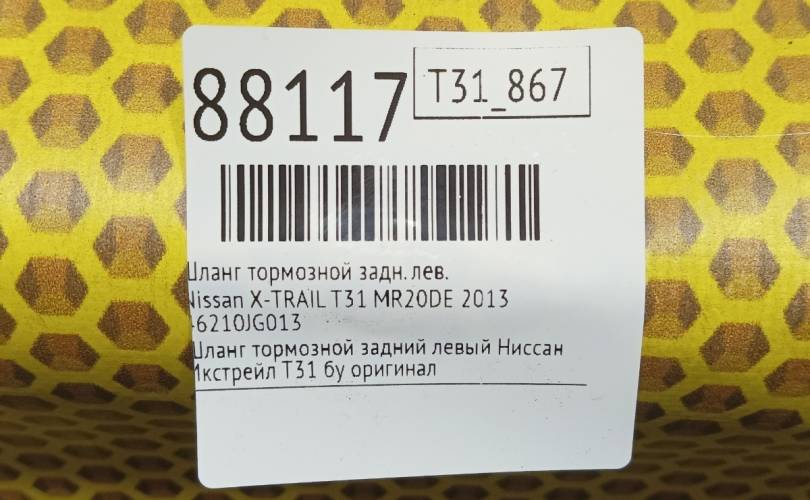 88117
T31_867
Шланг тормозной задн.лев.
Nissan X-TRAIL T31 MR20DE 2013
46210JG013
Шланг тормозной задний левый Ниссан
Икстрейл Т31 бу оригинал